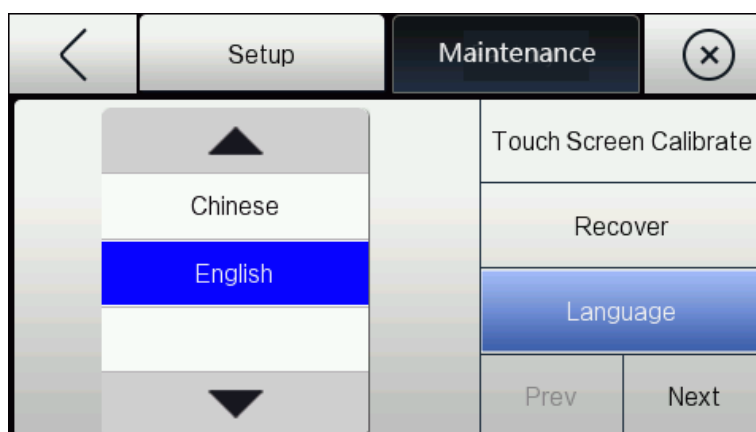 Setup
Maintenance
Touch Screen Calibrate
Chinese
Recover
English
Language
Prev
Next